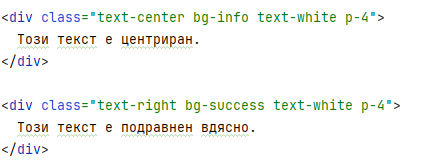 <div class="text-center bg-info text-white p-4">
  Този текст е центриран.
</div>

<div class="text-right bg-success text-white p-4">
  Този текст е подравнен вдясно.
</div>